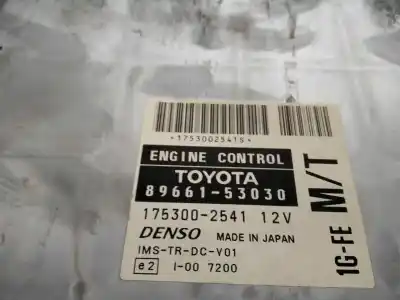 *17530025415*
ENGINE CONTROL
TOYOTA
89661-53030
175300-2541 12V
DENSO MADE IN JAPAN
IMS-TR-DC-V01
e2 I-00 7200
1G-FE M/T